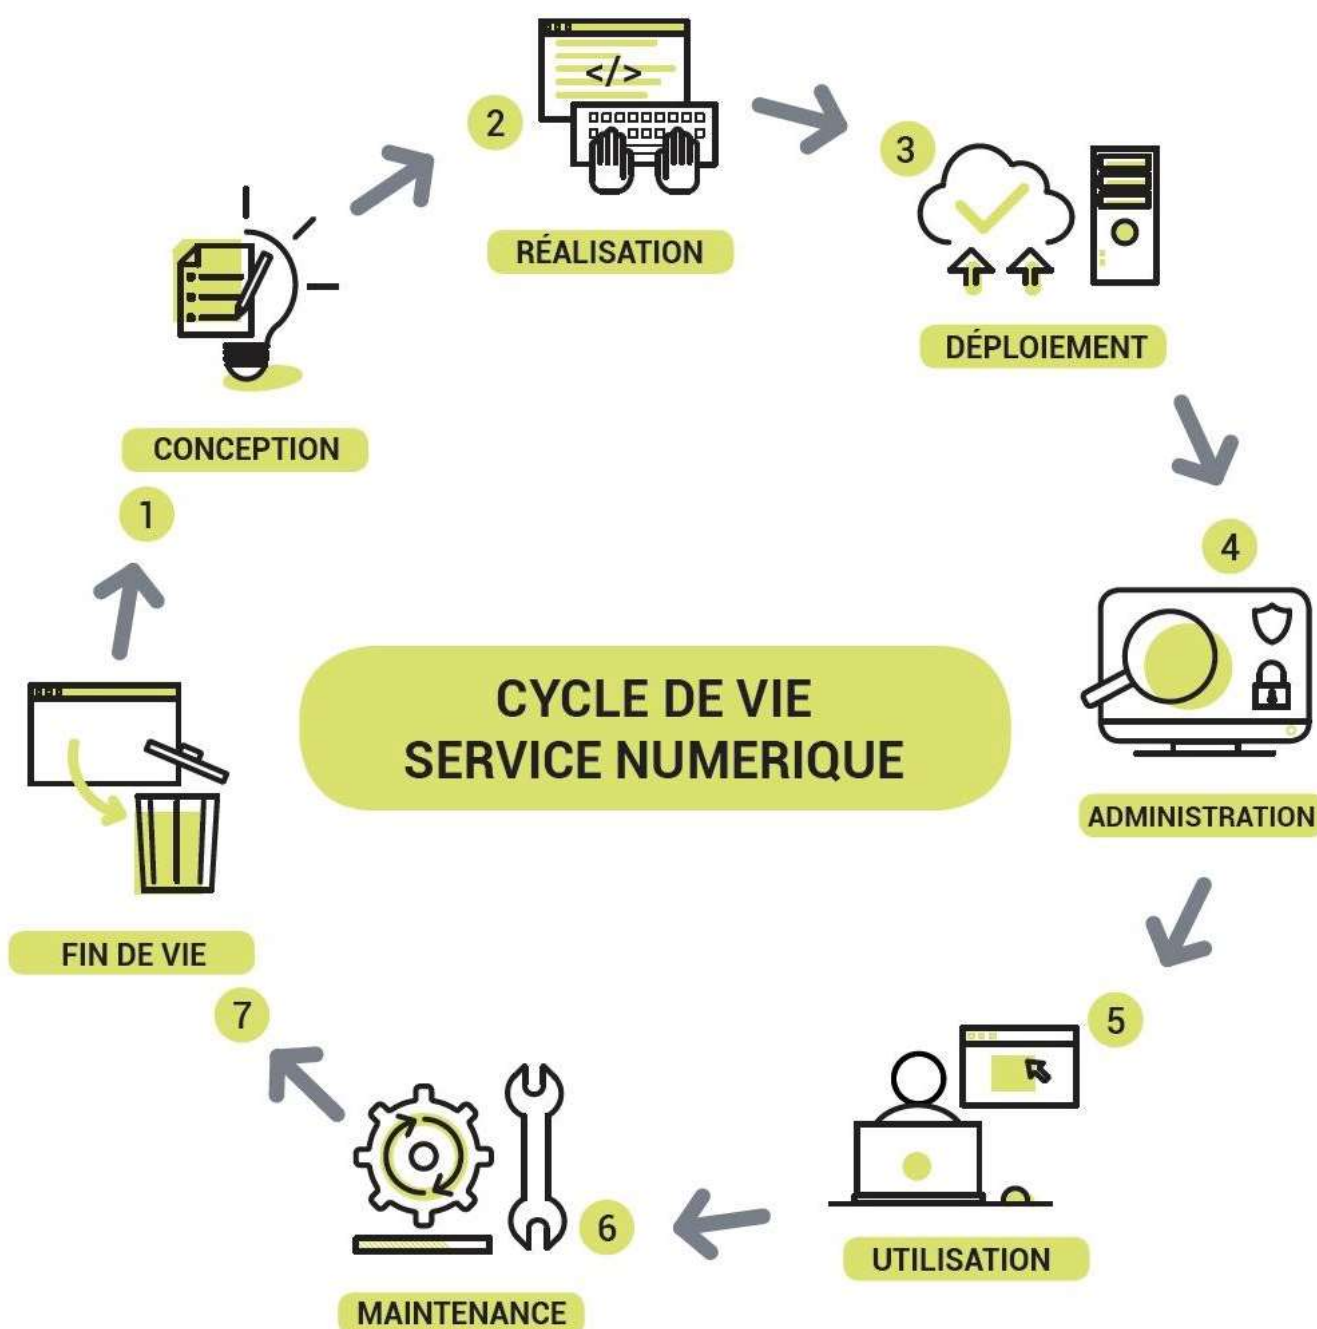 2
</>
RÉALISATION
3
DÉPLOIEMENT
CONCEPTION
1
4
CYCLE DE VIE
SERVICE NUMERIQUE
ADMINISTRATION
5
UTILISATION
6
MAINTENANCE
7
FIN DE VIE